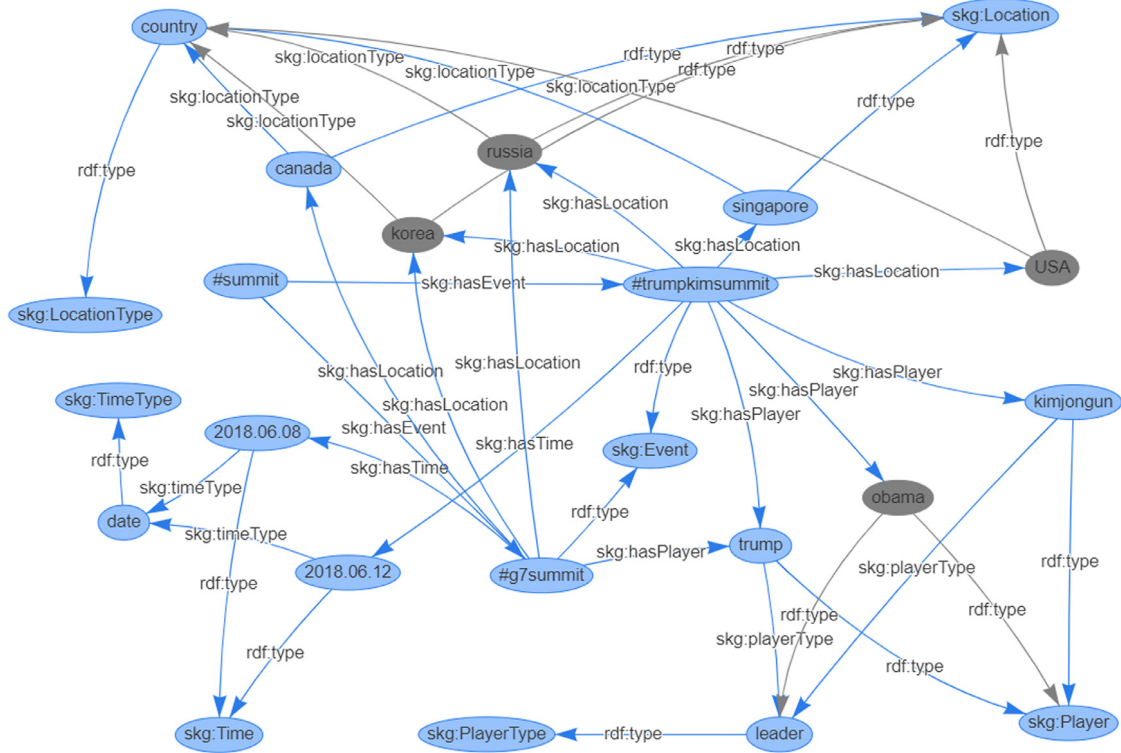 country
skg:Location
rdf:type
rdf:type
skg:locationType
skg:locationType
rdf:type
skg:locationType
skg:locationType
rdf:type
skg:locationType
rdf:type
rdf:type
russia
canada
singapore
skg:hasLocation
korea
skg:hasLocation
skg:hasLocation
USA
skg:hasLocation
#summit
skg:hasEvent
#trumpkimsummit
skg:LocationType
skg:hasLocation
skg:hasLocation
rdf:type
skg:hasPlayer
skg:hasPlayer
skg:TimeType
skg:hasLocation
skg:hasPlayer
kimjongun
2018.06.08
skg:hasEvent
skg:hasTime
skg:Event
rdf:type
skg:hasTime
skg:timeType
obama
date
skg:timeType
rdf:type
trump
skg:hasPlayer
rdf:type
2018.06.12
#g7summit
skg:playerType
rdf:type
rdf:type
rdf:type
skg:playerType
rdf:type
rdf:type
skg:Time
skg:PlayerType
rdf:type
leader
skg:Player